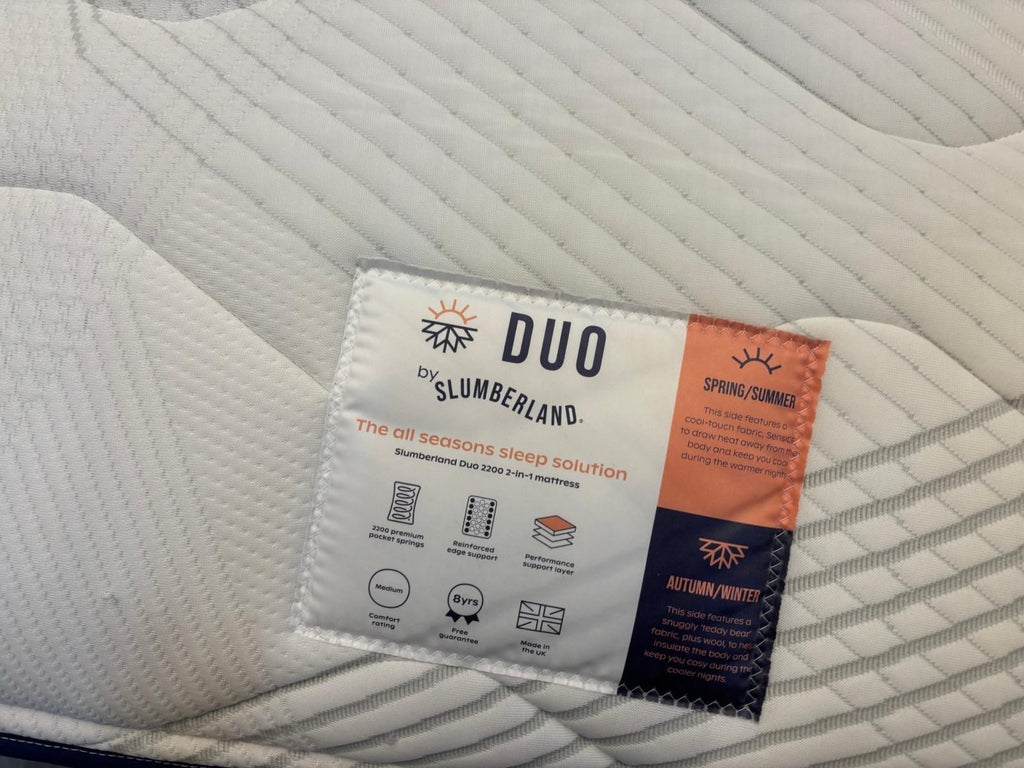 DUO
by SLUMBERLAND®
The all seasons sleep solution
Slumberland Duo 2200 2-in-1 mattress
2200 premium
pocket springs
Reinforced
edge support
Performance
support layer
Medium
Comfort
rating
8yrs
Free
guarantee
Made in
the UK
SPRING/SUMMER
This side features a
cool-touch fabric, Sensic
to draw heat away from the
body and keep you cool
during the warmer nights
AUTUMN/WINTER
This side features a
snuggly 'teddy bear'
fabric, plus wool, to help
insulate the body and
keep you cosy during the
cooler nights.